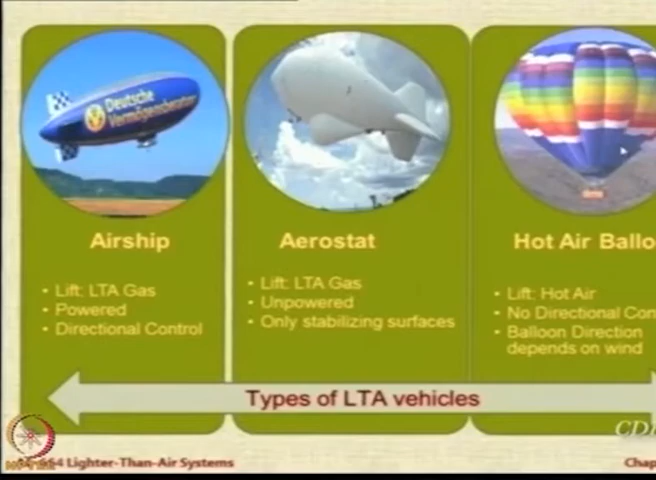 Deutsche
Vermögensberatung
Airship
Aerostat
Hot Air Ballo
• Lift: LTA Gas
• Powered
• Directional Control
• Lift: LTA Gas
• Unpowered
• Only stabilizing surfaces
• Lift: Hot Air
• No Directional Con
• Balloon Direction
depends on wind
Types of LTA vehicles
NPTEL
Lighter-Than-Air Systems
Chap